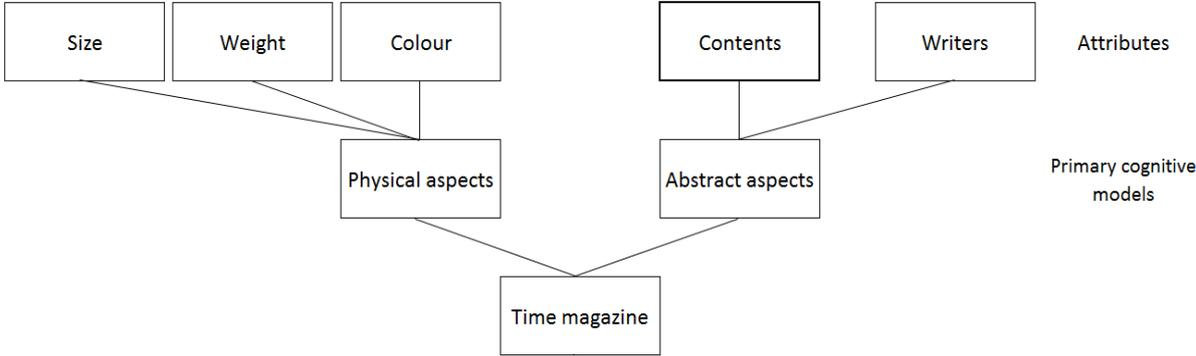 Size
Weight
Colour
Contents
Writers
Attributes
Physical aspects
Abstract aspects
Primary cognitive
models
Time magazine